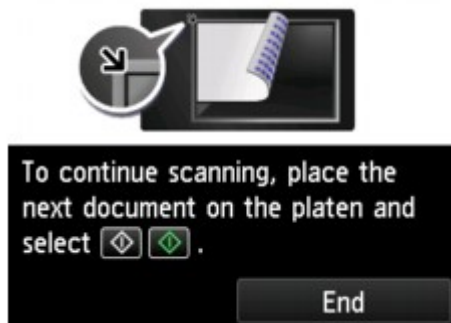 To continue scanning, place the
next document on the platen and
select .
End